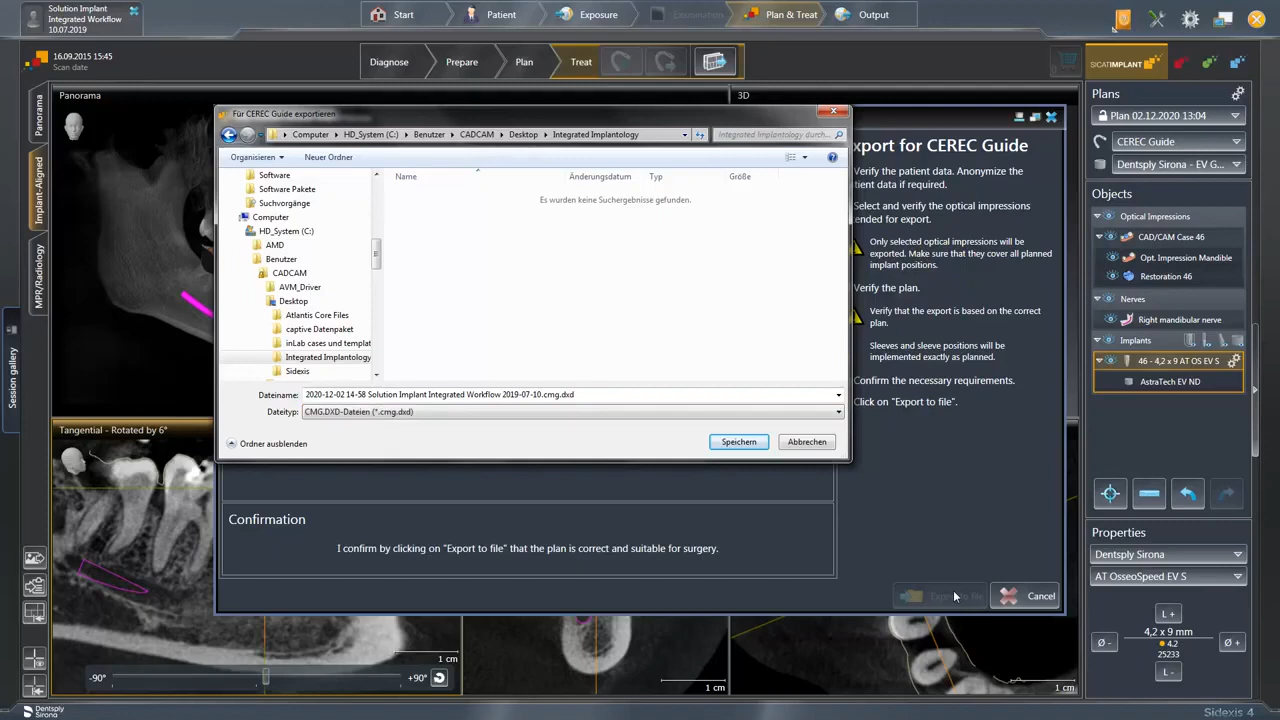 Solution Implant
Integrated Workflow
10.07.2019
Start
Patient
Exposure
Examination
Plan & Treat
Output
16.09.2015 15:45
Scan date
Diagnose
Prepare
Plan
Treat
SICATIMPLANT
Panorama
Implant-Aligned
MPR/Radiology
Session gallery
Panorama
3D
Für CEREC Guide exportieren
Computer
HD_System (C:)
Benutzer
CADCAM
Desktop
Integrated Implantology
Integrated Implantology durch...
Organisieren
Neuer Ordner
Software
Software Pakete
Suchvorgänge
Computer
HD_System (C:)
AMD
Benutzer
CADCAM
AVM_Driver
Desktop
Atlantis Core Files
captive Datenpaket
inLab cases und templat
Integrated Implantology
Sidexis
Name
Änderungsdatum
Typ
Größe
Es wurden keine Suchergebnisse gefunden.
Dateiname:
2020-12-02 14-58 Solution Implant Integrated Workflow 2019-07-10.cmg.dxd
Dateityp:
CMG.DXD-Dateien (*.cmg.dxd)
Ordner ausblenden
Speichern
Abbrechen
xport for CEREC Guide
Verify the patient data. Anonymize the
tient data if required.
Select and verify the optical impressions
ended for export.
Only selected optical impressions will be
exported. Make sure that they cover all planned
implant positions.
Verify the plan.
Verify that the export is based on the correct
plan.
Sleeves and sleeve positions will be
implemented exactly as planned.
Confirm the necessary requirements.
Click on "Export to file".
Confirmation
I confirm by clicking on "Export to file" that the plan is correct and suitable for surgery.
Cancel
Tangential - Rotated by 6°
1 cm
-90°
+90°
1 cm
1 cm
Plans
Plan 02.12.2020 13:04
CEREC Guide
Dentsply Sirona - EV G...
Objects
Optical Impressions
CAD/CAM Case 46
Opt. Impression Mandible
Restoration 46
Nerves
Right mandibular nerve
Implants
46 - 4,2 x 9 AT OS EV S
AstraTech EV ND
Properties
Dentsply Sirona
AT OsseoSpeed EV S
L +
Ø -
4,2 x 9 mm
4.2
25233
Ø +
L -
Dentsply
Sirona
Sidexis 4